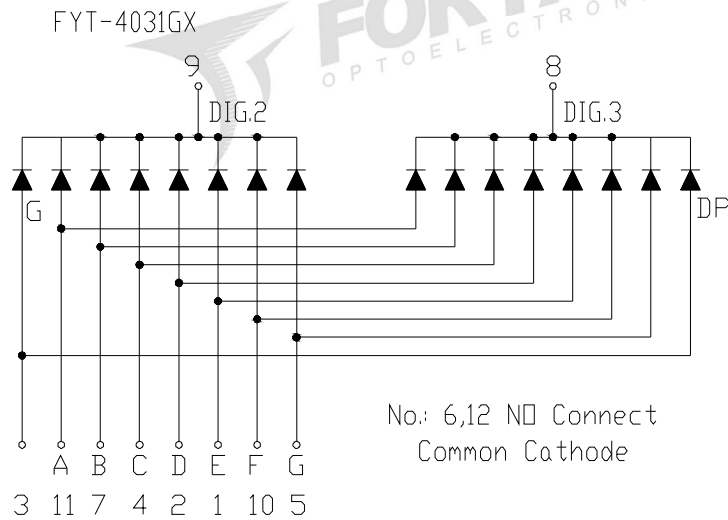 FYT-4031GX
OPTOELECTRON
9 8
DIG.2 DIG.3
G DP
No.: 6,12 NO Connect
Common Cathode
A B C D E F G
3 11 7 4 2 1 10 5